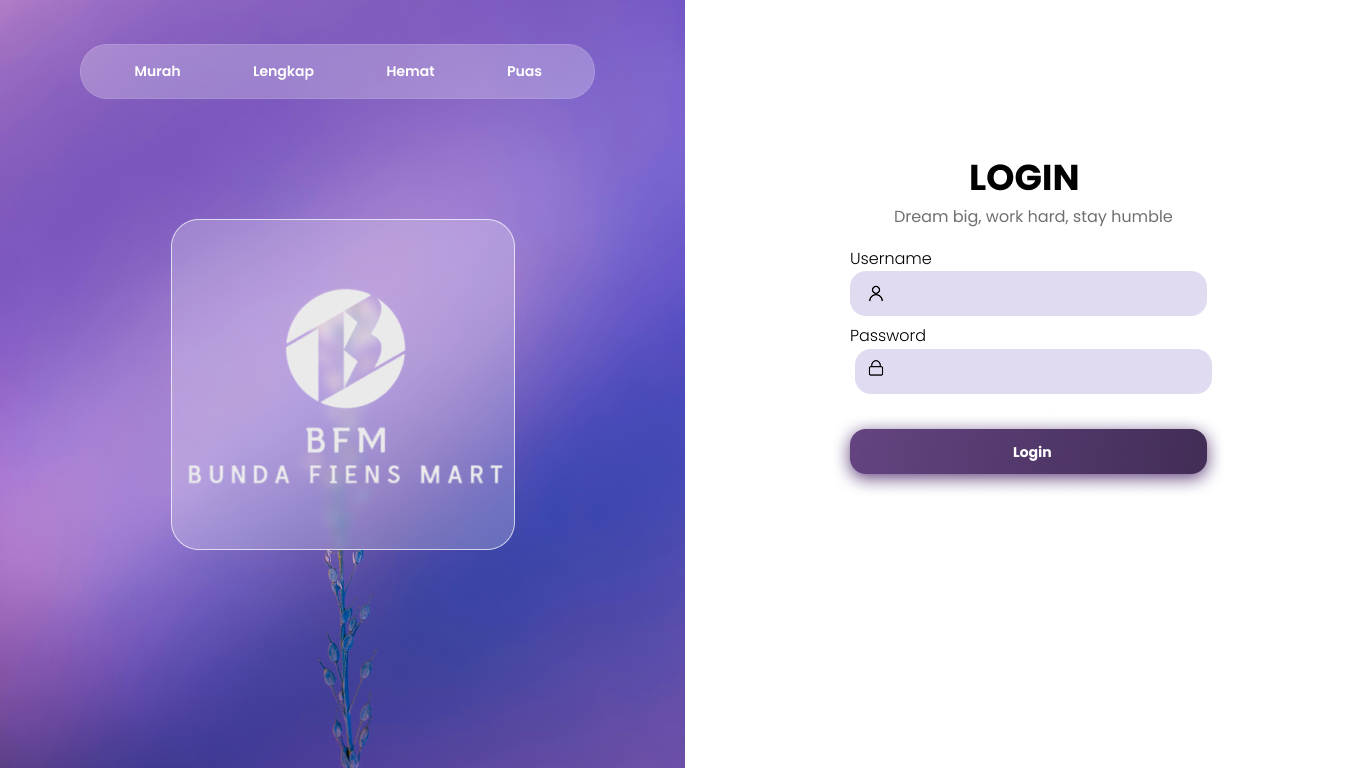 Murah Lengkap Hemat Puas
BFM
BUNDA FIENS MART
LOGIN
Dream big, work hard, stay humble
Username
Password
Login